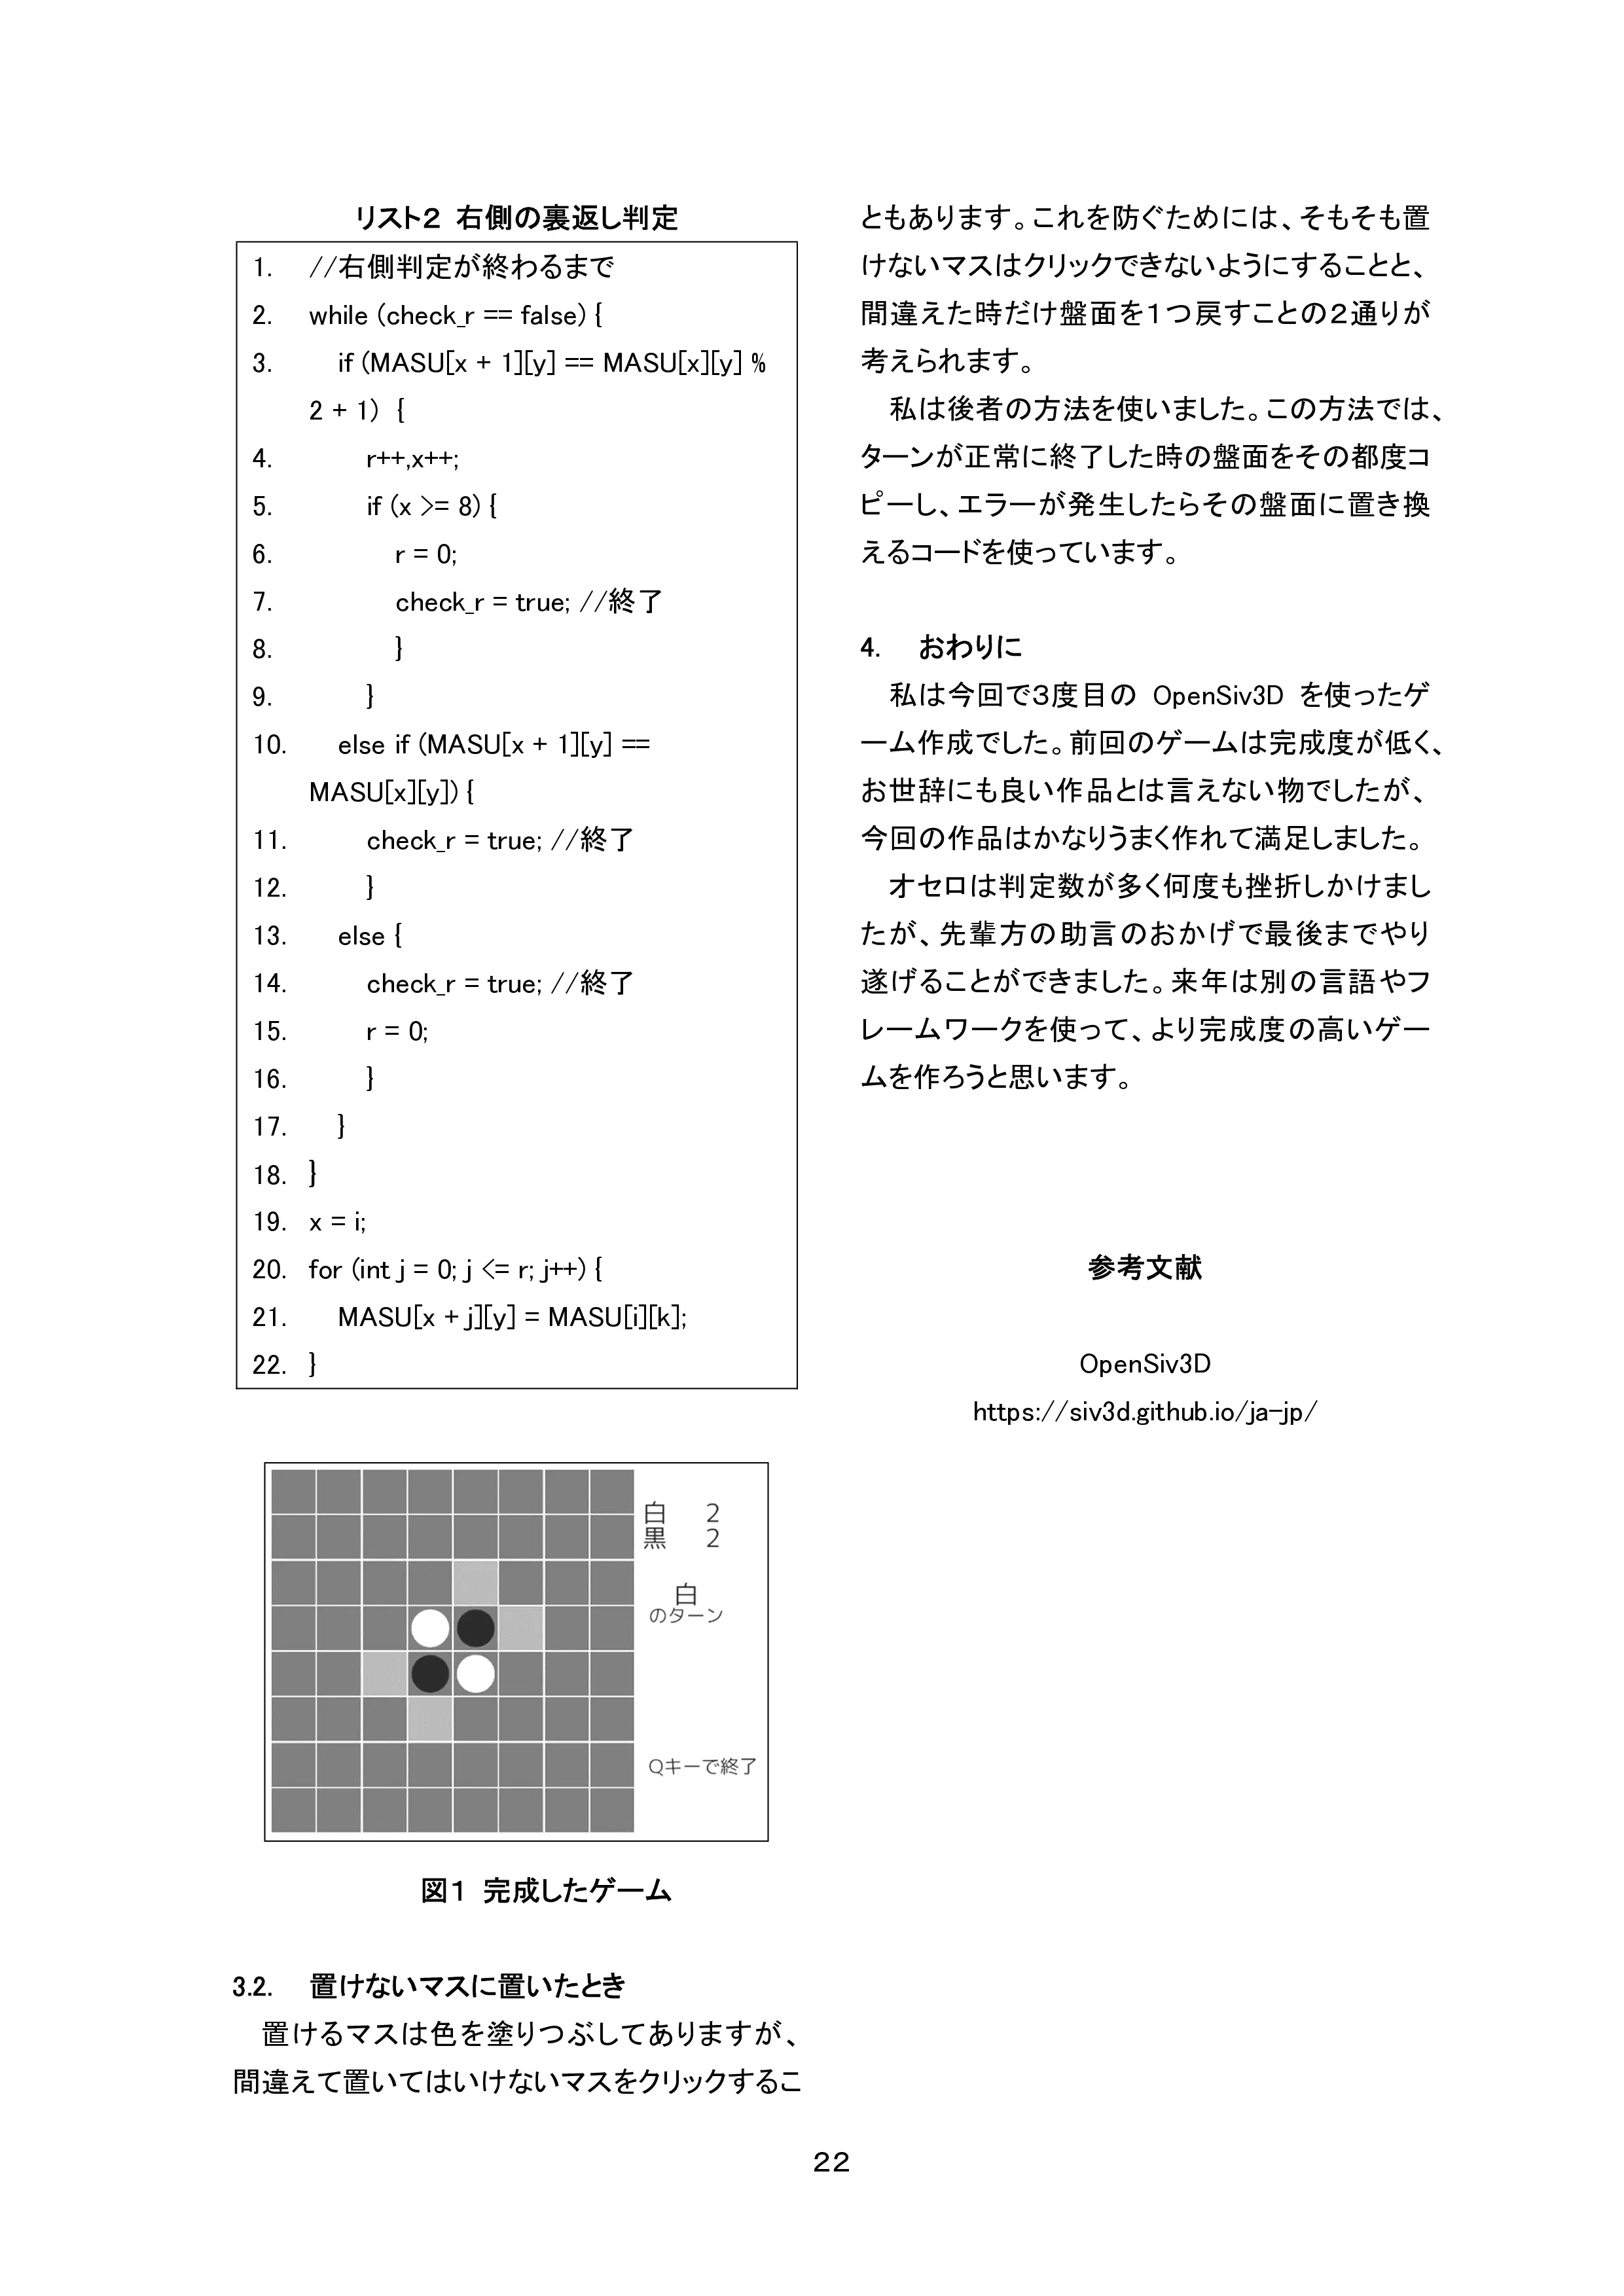 リスト2 右側の裏返し判定
1. //右側判定が終わるまで
2. while (check_r == false) {
3. if (MASU[x + 1][y] == MASU[x][y] %
2 + 1) {
4. r++,x++;
5. if (x >= 8) {
6. r = 0;
7. check_r = true; //終了
8. }
9. }
10. else if (MASU[x + 1][y] ==
MASU[x][y]) {
11. check_r = true; //終了
12. }
13. else {
14. check_r = true; //終了
15. r = 0;
16. }
17. }
18. }
19. x = i;
20. for (int j = 0; j <= r; j++) {
21. MASU[x + j][y] = MASU[i][k];
22. }
白 2
黒 2
白
のターン
Qキーで終了
図1 完成したゲーム
3.2. 置けないマスに置いたとき
置けるマスは色を塗りつぶしてありますが、
間違えて置いてはいけないマスをクリックするこ
ともあります。これを防ぐためには、そもそも置
けないマスはクリックできないようにすることと、
間違えた時だけ盤面を1つ戻すことの2通りが
考えられます。
私は後者の方法を使いました。この方法では、
ターンが正常に終了した時の盤面をその都度コ
ピーし、エラーが発生したらその盤面に置き換
えるコードを使っています。
4. おわりに
私は今回で3度目の OpenSiv3D を使ったゲ
ーム作成でした。前回のゲームは完成度が低く、
お世辞にも良い作品とは言えない物でしたが、
今回の作品はかなりうまく作れて満足しました。
オセロは判定数が多く何度も挫折しかけまし
たが、先輩方の助言のおかげで最後までやり
遂げることができました。来年は別の言語やフ
レームワークを使って、より完成度の高いゲー
ムを作ろうと思います。
参考文献
OpenSiv3D
https://siv3d.github.io/ja-jp/
22